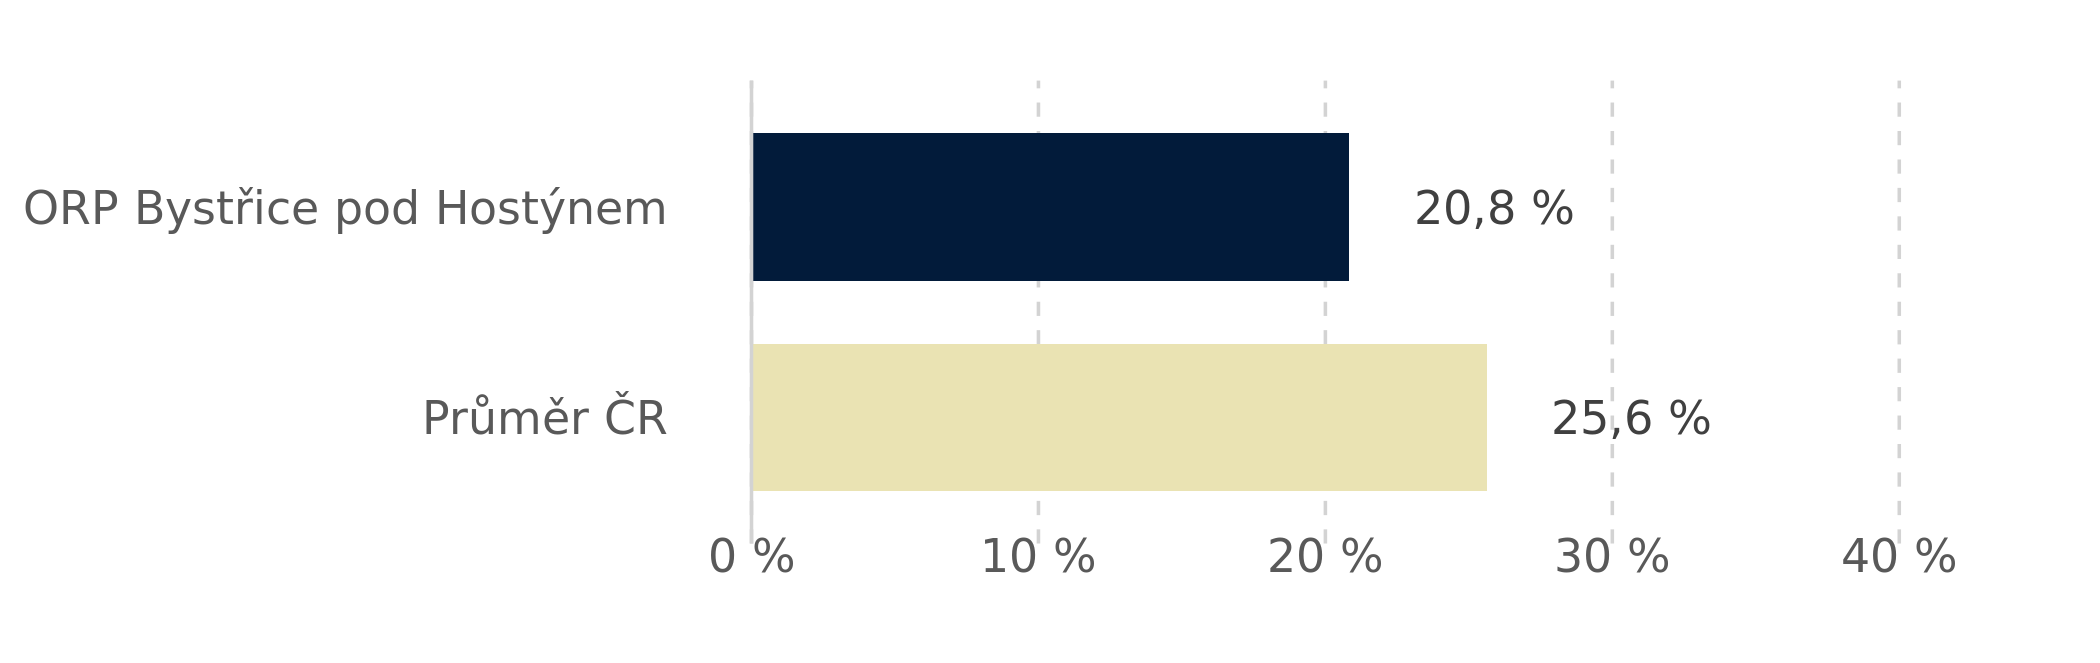 ORP Bystřice pod Hostýnem
20,8 %
Průměr ČR
25,6 %
0 % 10 % 20 % 30 % 40 %